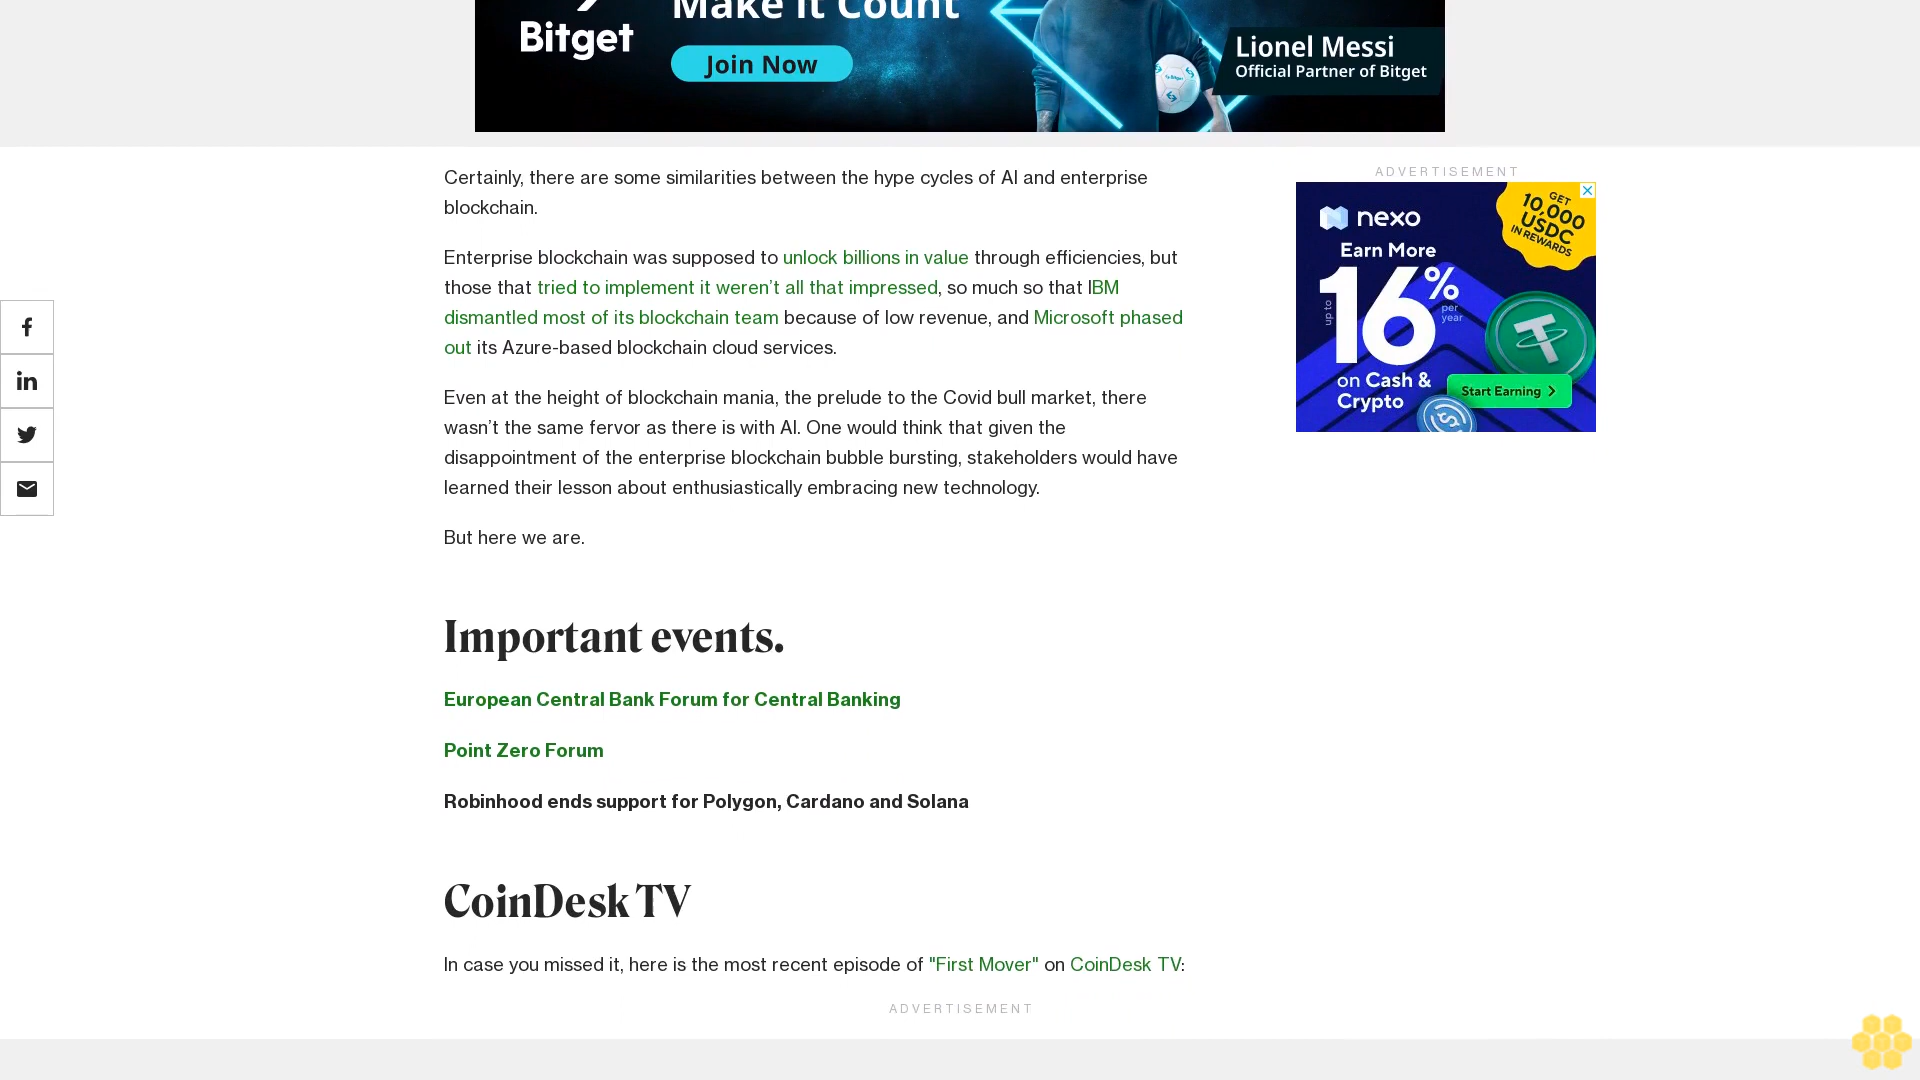 Make it Count
Bitget
Join Now
Lionel Messi
Official Partner of Bitget
Certainly, there are some similarities between the hype cycles of AI and enterprise
blockchain.
Enterprise blockchain was supposed to unlock billions in value through efficiencies, but
those that tried to implement it weren’t all that impressed, so much so that IBM
dismantled most of its blockchain team because of low revenue, and Microsoft phased
out its Azure-based blockchain cloud services.
Even at the height of blockchain mania, the prelude to the Covid bull market, there
wasn’t the same fervor as there is with AI. One would think that given the
disappointment of the enterprise blockchain bubble bursting, stakeholders would have
learned their lesson about enthusiastically embracing new technology.
But here we are.
Important events.
European Central Bank Forum for Central Banking
Point Zero Forum
Robinhood ends support for Polygon, Cardano and Solana
CoinDesk TV
In case you missed it, here is the most recent episode of "First Mover" on CoinDesk TV:
ADVERTISEMENT
ADVERTISEMENT
nexo
GET
10,000
USDC
IN REWARDS
Earn More
up to
16%
per
year
on Cash &
Crypto
Start Earning